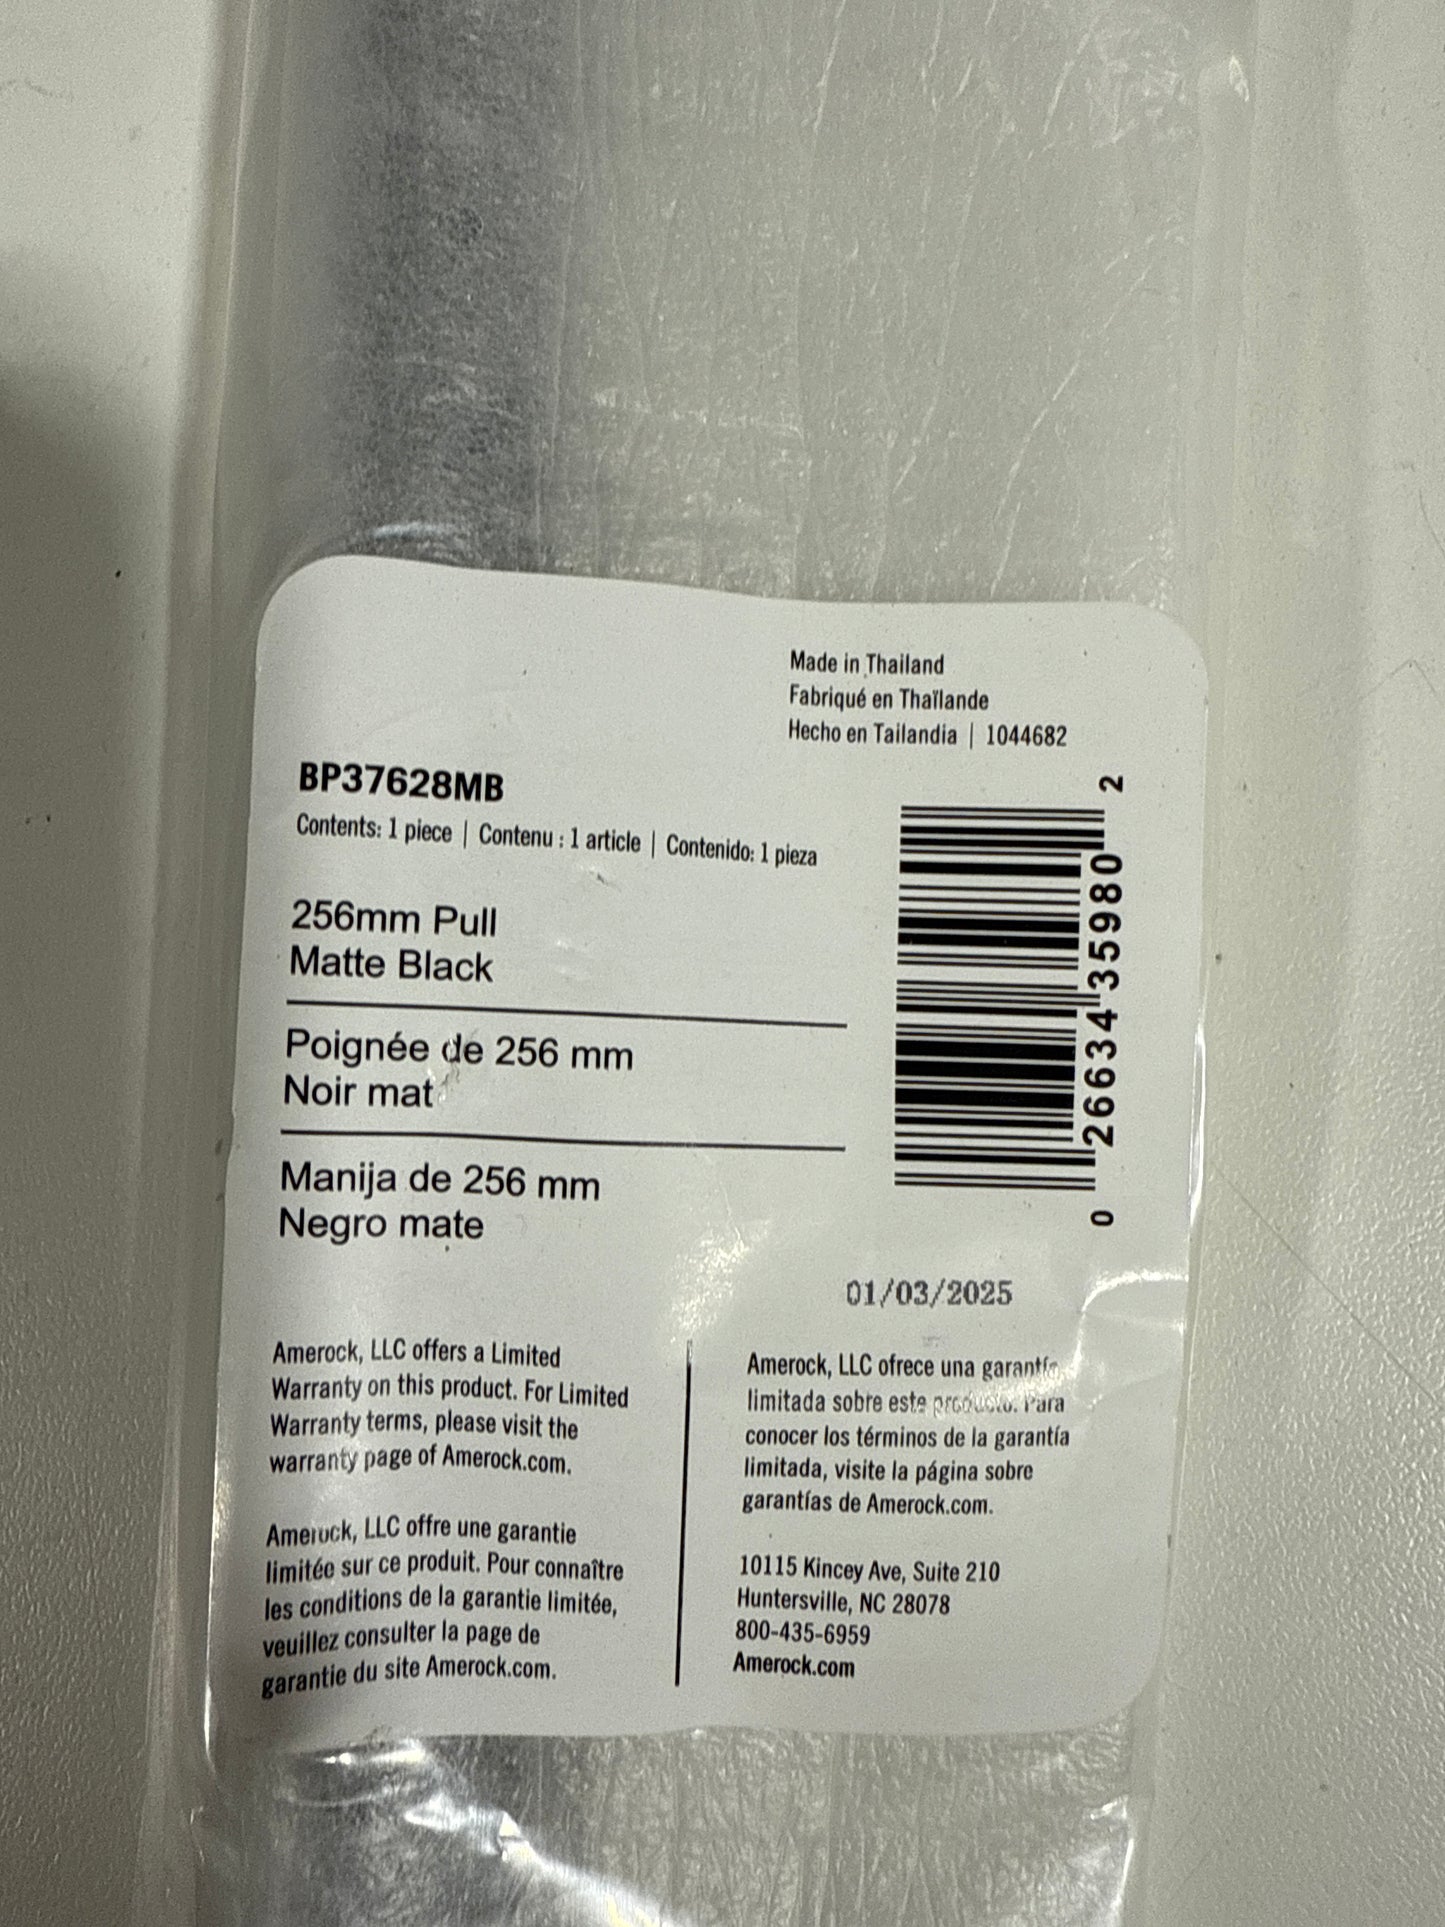 Made in Thailand
Fabriqué en Thaïlande
Hecho en Tailandia | 1044682
BP37628MB
Contents: 1 piece | Contenu : 1 article | Contenido: 1 pieza
256mm Pull
Matte Black
Poignée de 256 mm
Noir mat
Manija de 256 mm
Negro mate
0 26634 35980 2
01/03/2025
Amerock, LLC offers a Limited
Warranty on this product. For Limited
Warranty terms, please visit the
warranty page of Amerock.com.
Amerock, LLC offre une garantie
limitée sur ce produit. Pour connaître
les conditions de la garantie limitée,
veuillez consulter la page de
garantie du site Amerock.com.
Amerock, LLC ofrece una garantía
limitada sobre este producto. Para
conocer los términos de la garantía
limitada, visite la página sobre
garantías de Amerock.com.
10115 Kincey Ave, Suite 210
Huntersville, NC 28078
800-435-6959
Amerock.com